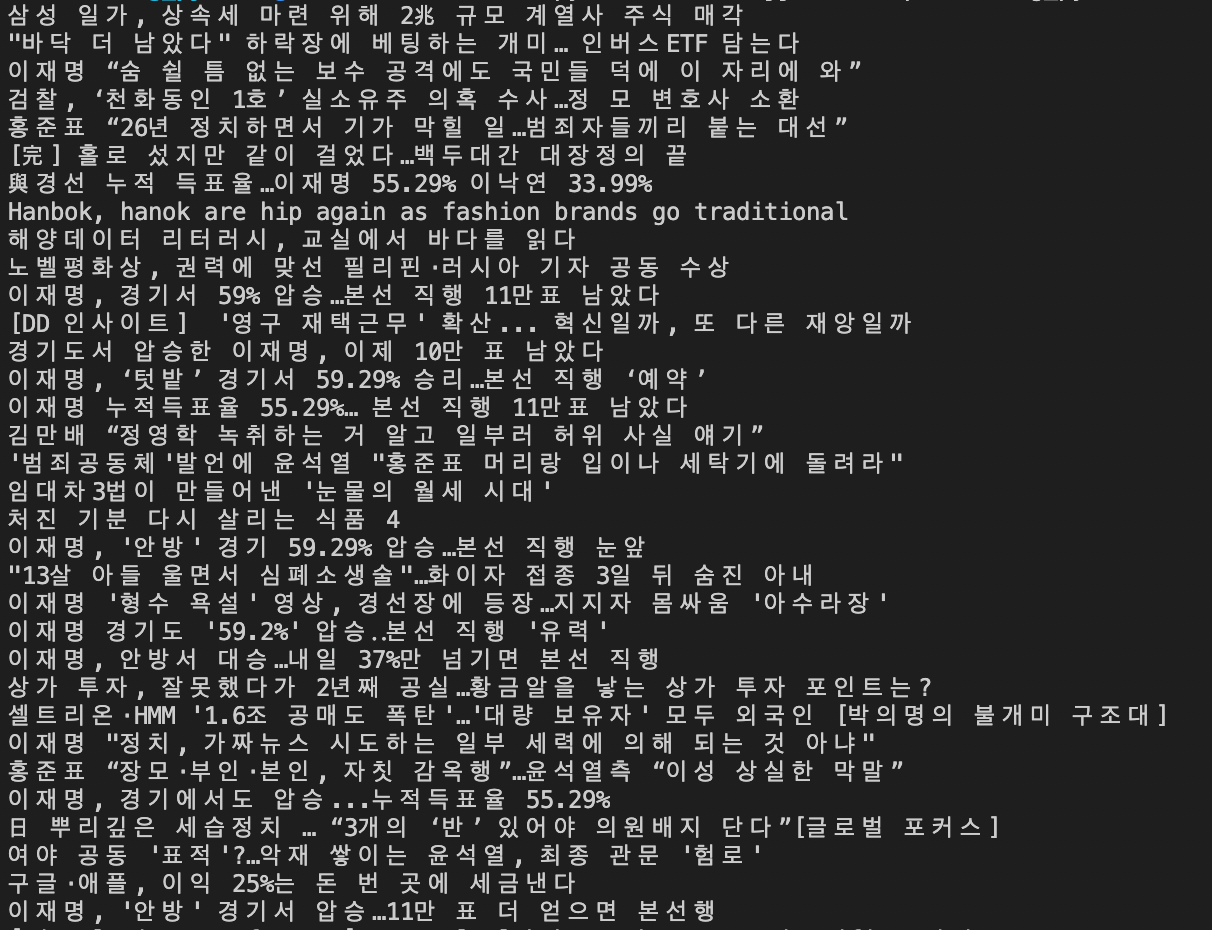 삼성 일가, 상속세 마련 위해 2兆 규모 계열사 주식 매각
"바닥 더 남았다" 하락장에 베팅하는 개미… 인버스ETF 담는다
이재명 “숨 쉴 틈 없는 보수 공격에도 국민들 덕에 이 자리에 와”
검찰, ‘천화동인 1호’ 실소유주 의혹 수사…정 모 변호사 소환
홍준표 “26년 정치하면서 기가 막힐 일…범죄자들끼리 붙는 대선”
[完] 홀로 섰지만 같이 걸었다…백두대간 대장정의 끝
與경선 누적 득표율…이재명 55.29% 이낙연 33.99%
Hanbok, hanok are hip again as fashion brands go traditional
해양데이터 리터러시, 교실에서 바다를 읽다
노벨평화상, 권력에 맞선 필리핀·러시아 기자 공동 수상
이재명, 경기서 59% 압승…본선 직행 11만표 남았다
[DD 인사이트] '영구 재택근무' 확산... 혁신일까, 또 다른 재앙일까
경기도서 압승한 이재명, 이제 10만 표 남았다
이재명, ‘텃밭’ 경기서 59.29% 승리…본선 직행 ‘예약’
이재명 누적득표율 55.29%… 본선 직행 11만표 남았다
김만배 “정영학 녹취하는 거 알고 일부러 허위 사실 얘기”
'범죄공동체'발언에 윤석열 "홍준표 머리랑 입이나 세탁기에 돌려라"
임대차3법이 만들어낸 '눈물의 월세 시대'
처진 기분 다시 살리는 식품 4
이재명, '안방' 경기 59.29% 압승…본선 직행 눈앞
"13살 아들 울면서 심폐소생술"…화이자 접종 3일 뒤 숨진 아내
이재명 '형수 욕설' 영상, 경선장에 등장…지지자 몸싸움 '아수라장'
이재명 경기도 '59.2%' 압승‥본선 직행 '유력'
이재명, 안방서 대승…내일 37%만 넘기면 본선 직행
상가 투자, 잘못했다가 2년째 공실…황금알을 낳는 상가 투자 포인트는?
셀트리온·HMM '1.6조 공매도 폭탄'…'대량 보유자' 모두 외국인 [박의명의 불개미 구조대]
이재명 "정치, 가짜뉴스 시도하는 일부 세력에 의해 되는 것 아냐"
홍준표 “장모·부인·본인, 자칫 감옥행”…윤석열측 “이성 상실한 막말”
이재명, 경기에서도 압승...누적득표율 55.29%
日 뿌리깊은 세습정치 … “3개의 ‘반’ 있어야 의원배지 단다”[글로벌 포커스]
여야 공동 '표적'?…악재 쌓이는 윤석열, 최종 관문 '험로'
구글·애플, 이익 25%는 돈 번 곳에 세금낸다
이재명, '안방' 경기서 압승…11만 표 더 얻으면 본선행